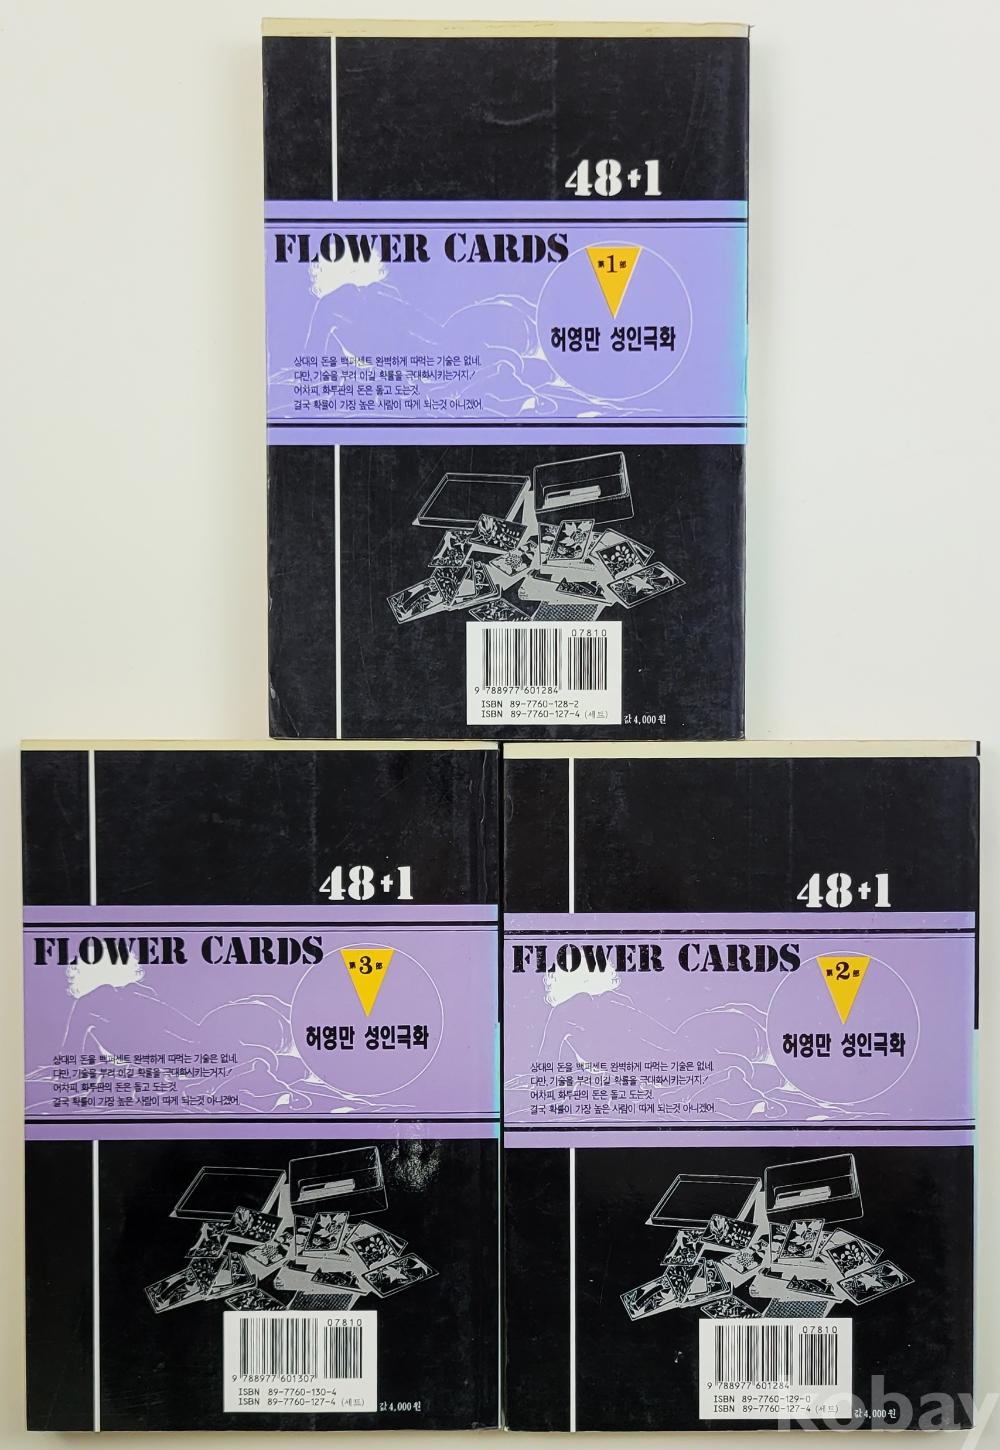 48+1
FLOWER CARDS
第1部
허영만 성인극화
상대의 돈을 백퍼센트 완벽하게 따먹는 기술은 없네.
다만, 기술을 부려 이길 확률을 극대화시키는거지!
어차피, 화투판의 돈은 돌고 도는것.
결국 확률이 가장 높은 사람이 따게 되는것 아니겠어.
07810
9 788977 601284
ISBN 89-7760-128-2
ISBN 89-7760-127-4 (세트)
값 4,000원
48+1
FLOWER CARDS
第3部
허영만 성인극화
상대의 돈을 백퍼센트 완벽하게 따먹는 기술은 없네.
다만, 기술을 부려 이길 확률을 극대화시키는거지!
어차피, 화투판의 돈은 돌고 도는것.
결국 확률이 가장 높은 사람이 따게 되는것 아니겠어.
07810
9 788977 601307
ISBN 89-7760-130-4
ISBN 89-7760-127-4 (세트)
값 4,000원
48+1
FLOWER CARDS
第2部
허영만 성인극화
상대의 돈을 백퍼센트 완벽하게 따먹는 기술은 없네.
다만, 기술을 부려 이길 확률을 극대화시키는거지!
어차피, 화투판의 돈은 돌고 도는것.
결국 확률이 가장 높은 사람이 따게 되는것 아니겠어.
07810
9 788977 601284
ISBN 89-7760-129-0
ISBN 89-7760-127-4 (세트)
값 4,000원
kobay